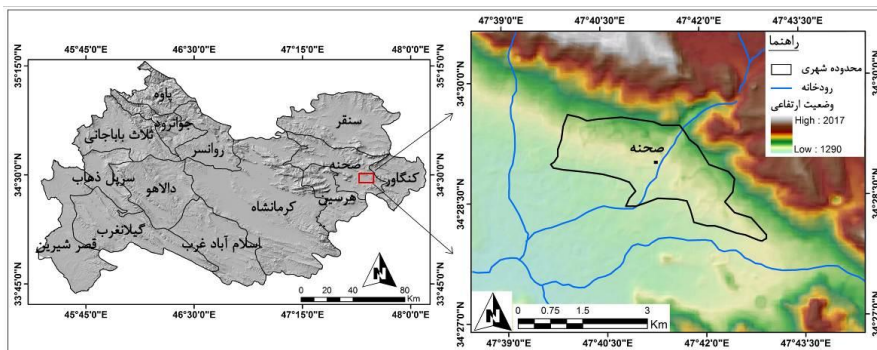 45°45'0"E 46°30'0"E 47°15'0"E 48°0'0"E
35°15'0"N
34°30'0"N
33°45'0"N
پاوه
جوانرود
ثلاث باباجانی
روانسر
سنقر
صحنه
کنگاور
سرپل ذهاب
دالاهو
کرمانشاه
هرسین
گیلانغرب
قصر شیرین
اسلام آباد غرب
N
0 20 40 80
Km
45°45'0"E 46°30'0"E 47°15'0"E 48°0'0"E
35°15'0"N
34°30'0"N
33°45'0"N
47°39'0"E 47°40'30"E 47°42'0"E 47°43'30"E
34°30'0"N
34°28'30"N
34°27'0"N
صحنه
راهنما
محدوده شهری
رودخانه
وضعیت ارتفاعی
High : 2017
Low : 1290
N
0 0.75 1.5 3
Km
47°39'0"E 47°40'30"E 47°42'0"E 47°43'30"E
34°28'30"N